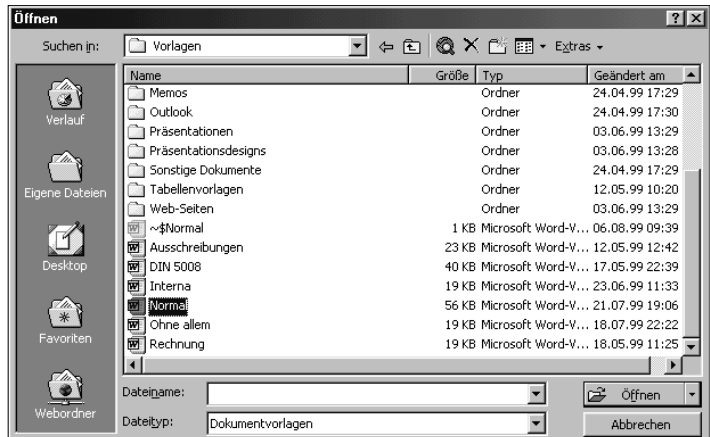 Öffnen
Suchen in: Vorlagen Extras
Name Größe Typ Geändert am
Memos Ordner 24.04.99 17:29
Outlook Ordner 24.04.99 17:30
Präsentationen Ordner 03.06.99 13:29
Präsentationsdesigns Ordner 03.06.99 13:28
Sonstige Dokumente Ordner 24.04.99 17:29
Tabellenvorlagen Ordner 12.05.99 10:20
Web-Seiten Ordner 03.06.99 13:29
~$Normal 1 KB Microsoft Word-V... 06.08.99 09:39
Ausschreibungen 23 KB Microsoft Word-V... 12.05.99 12:42
DIN 5008 40 KB Microsoft Word-V... 17.05.99 22:39
Interna 19 KB Microsoft Word-V... 23.06.99 11:33
Normal 56 KB Microsoft Word-V... 21.07.99 19:06
Ohne allem 19 KB Microsoft Word-V... 18.07.99 22:22
Rechnung 19 KB Microsoft Word-V... 18.05.99 11:25
Verlauf
Eigene Dateien
Desktop
Favoriten
Webordner
Dateiname: Öffnen
Dateityp: Dokumentvorlagen Abbrechen